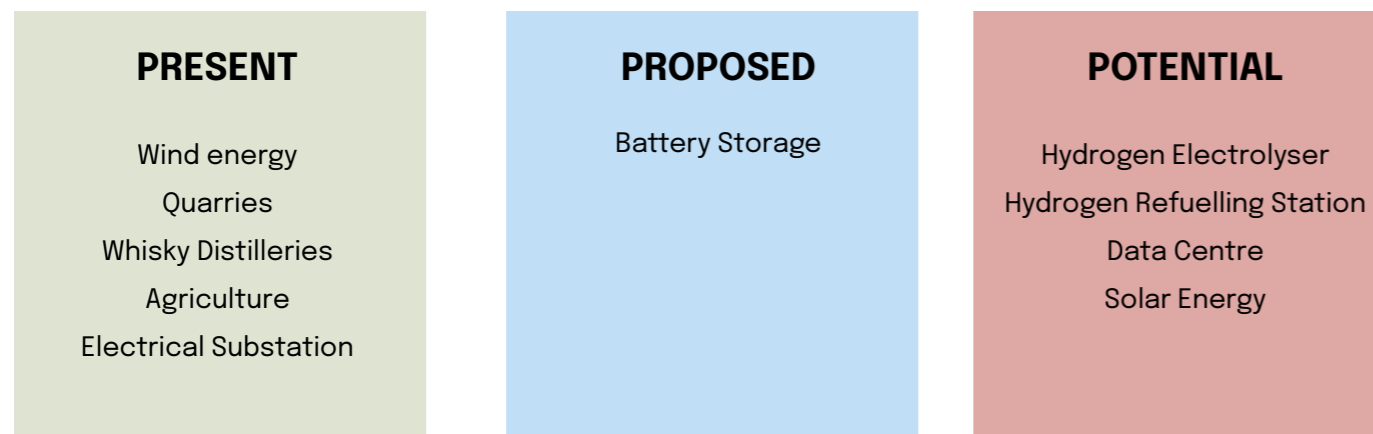 PRESENT
Wind energy
Quarries
Whisky Distilleries
Agriculture
Electrical Substation
PROPOSED
Battery Storage
POTENTIAL
Hydrogen Electrolyser
Hydrogen Refuelling Station
Data Centre
Solar Energy